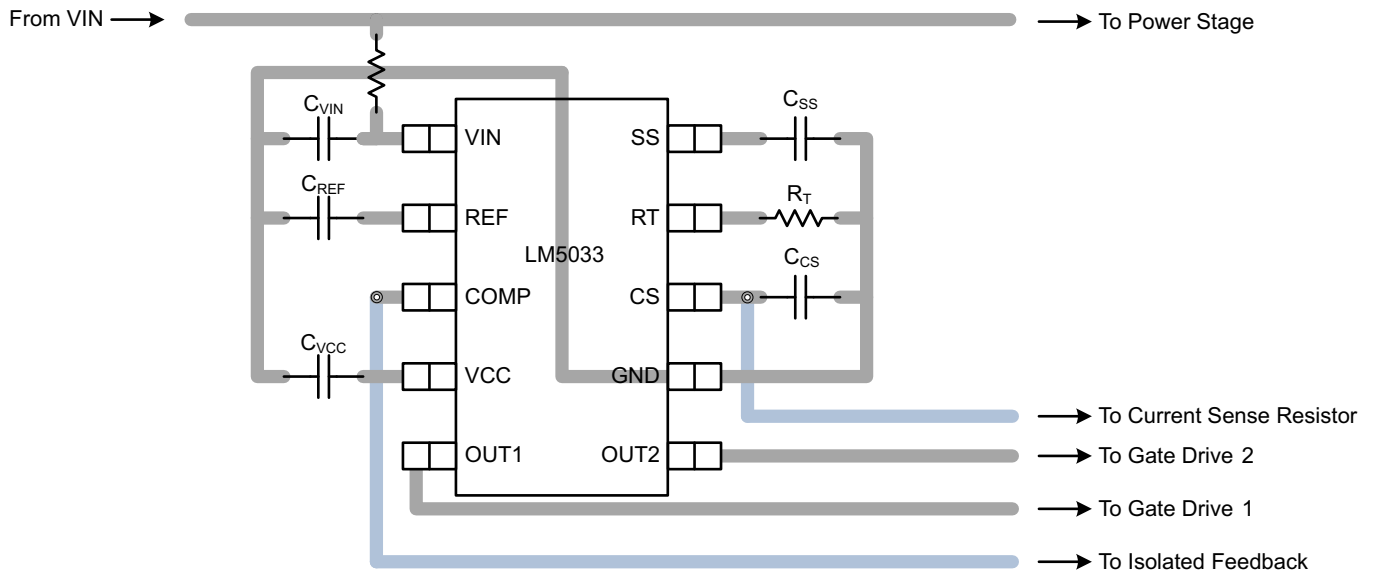 From VIN
To Power Stage
CVIN
CSS
VIN
SS
CREF
RT
REF
RT
LM5033
CCS
COMP
CS
CVCC
VCC
GND
To Current Sense Resistor
OUT1
OUT2
To Gate Drive 2
To Gate Drive 1
To Isolated Feedback